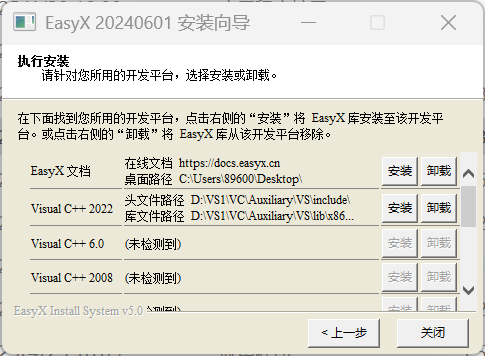 EasyX 20240601 安装向导
执行安装
请针对您所用的开发平台，选择安装或卸载。
在下面找到您所用的开发平台，点击右侧的“安装”将 EasyX 库安装至该开发平
台。或点击右侧的“卸载”将 EasyX 库从该开发平台移除。
EasyX 文档
在线文档 https://docs.easyx.cn
桌面路径 C:\Users\89600\Desktop\
安装 卸载
Visual C++ 2022
头文件路径 D:\VS1\VC\Auxiliary\VS\include\
库文件路径 D:\VS1\VC\Auxiliary\VS\lib\x86...
安装 卸载
Visual C++ 6.0 (未检测到) 安装 卸载
Visual C++ 2008 (未检测到) 安装 卸载
EasyX Install System v5.0
< 上一步 关闭